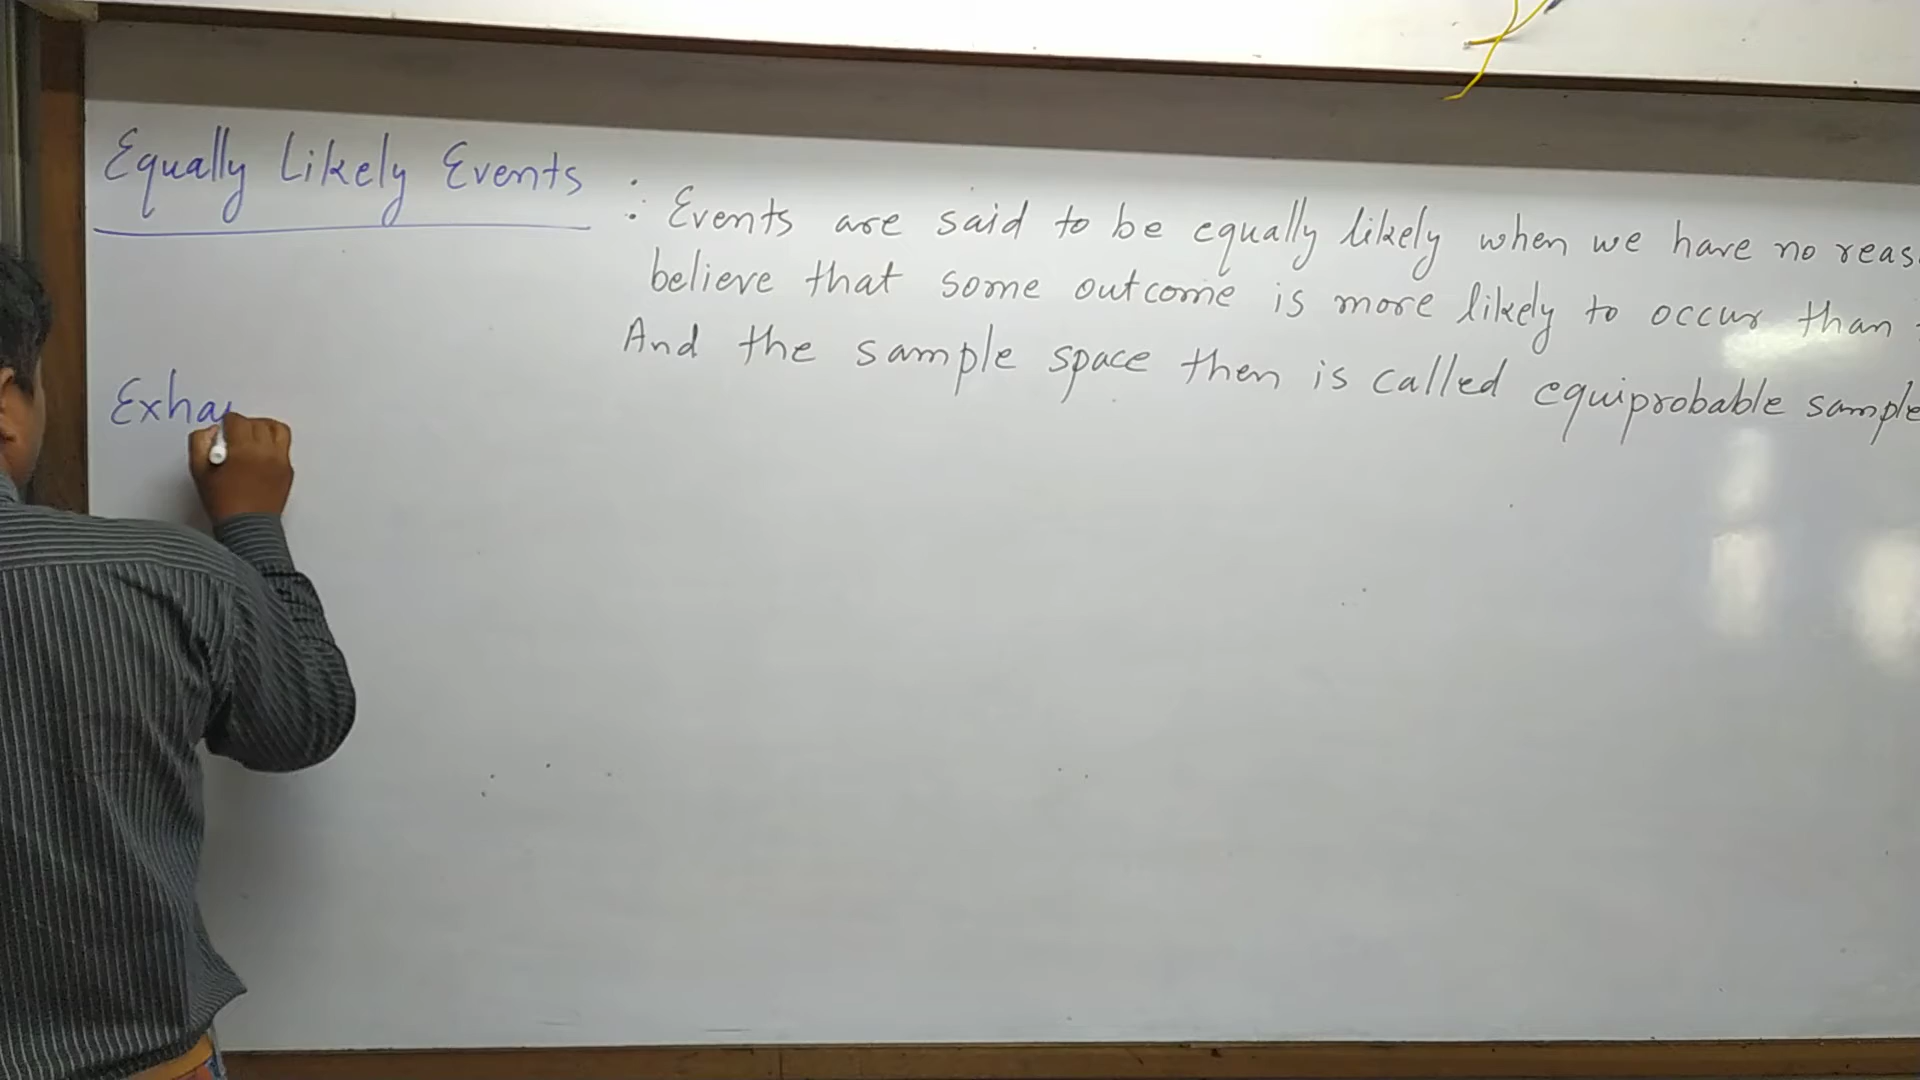 Equally Likely Events : Events are said to be equally likely when we have no reas
believe that some outcome is more likely to occur than
And the sample space then is called equiprobable sample
Exha